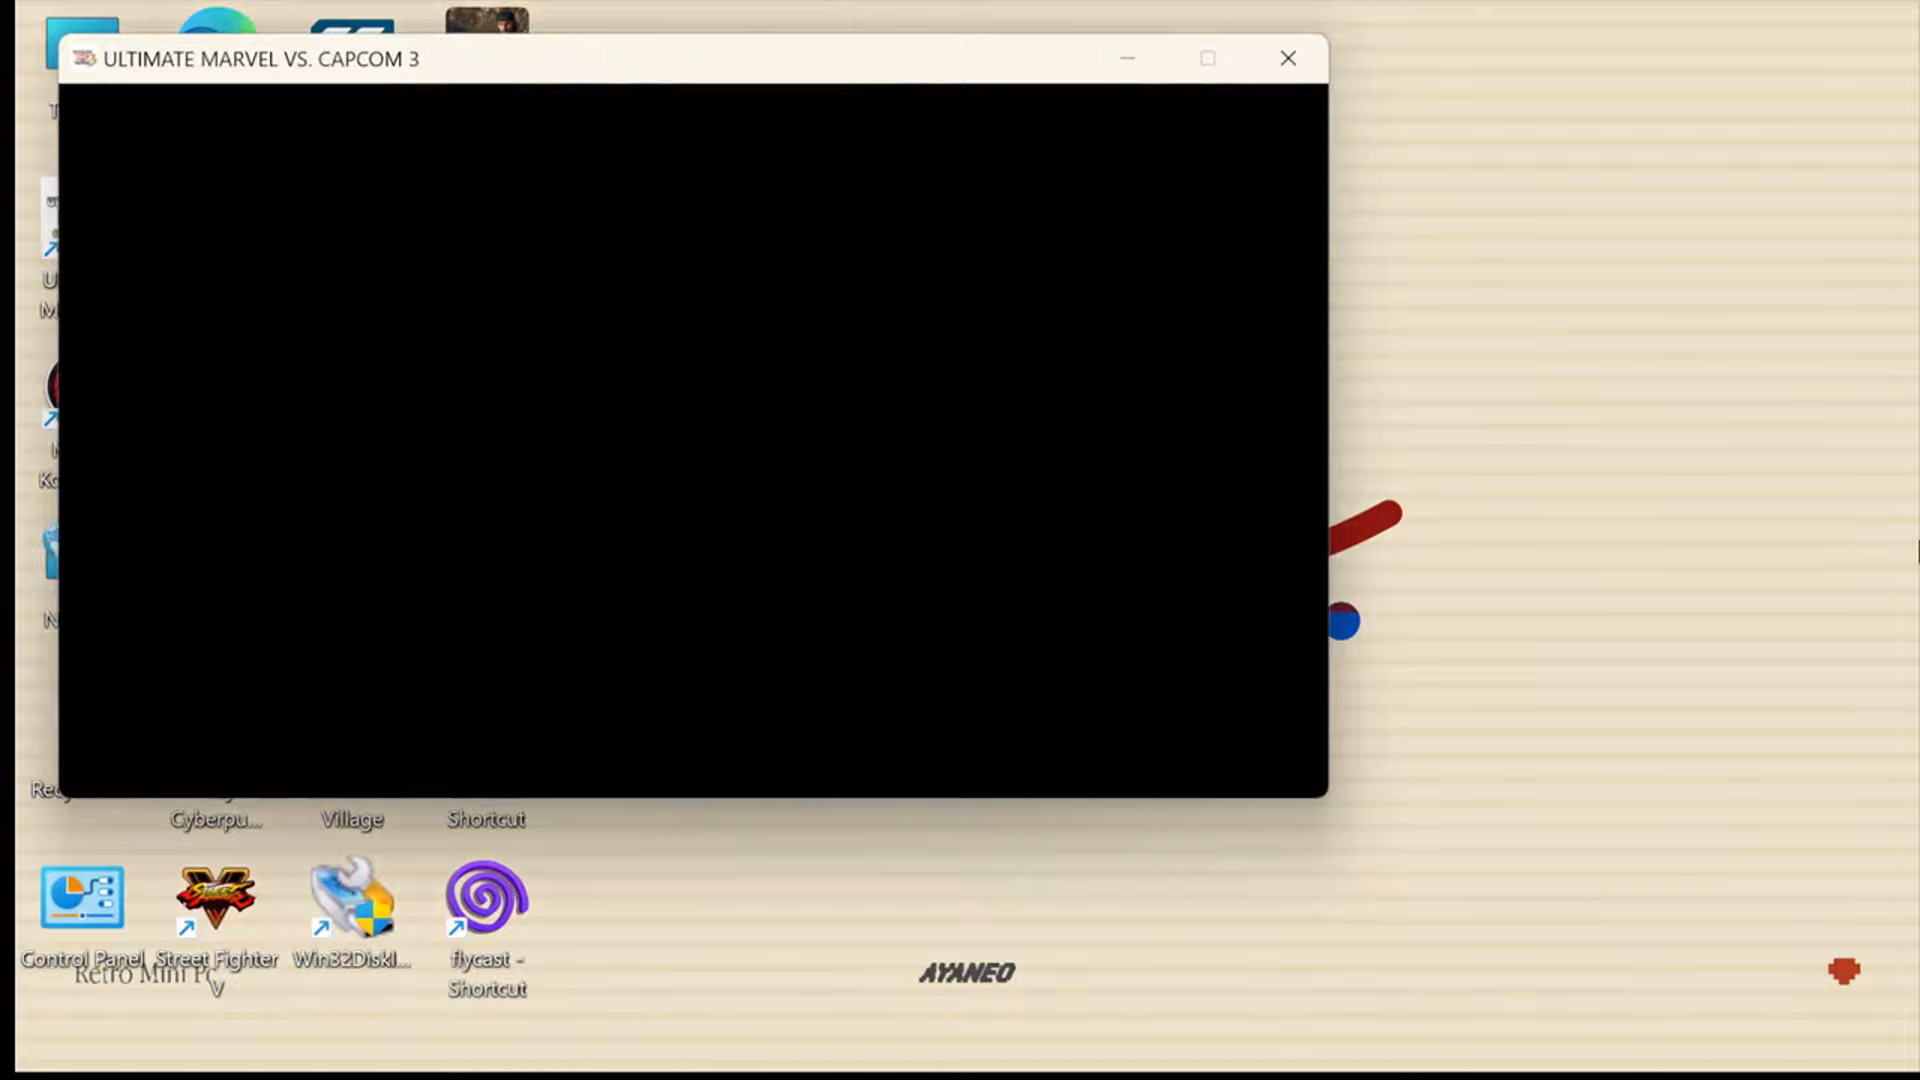 ULTIMATE MARVEL VS. CAPCOM 3
Cyberpu...
Village
Shortcut
Control Panel
Street Fighter
V
Win32DiskI...
flycast -
Shortcut
Retro Mini Pc
AYANEO